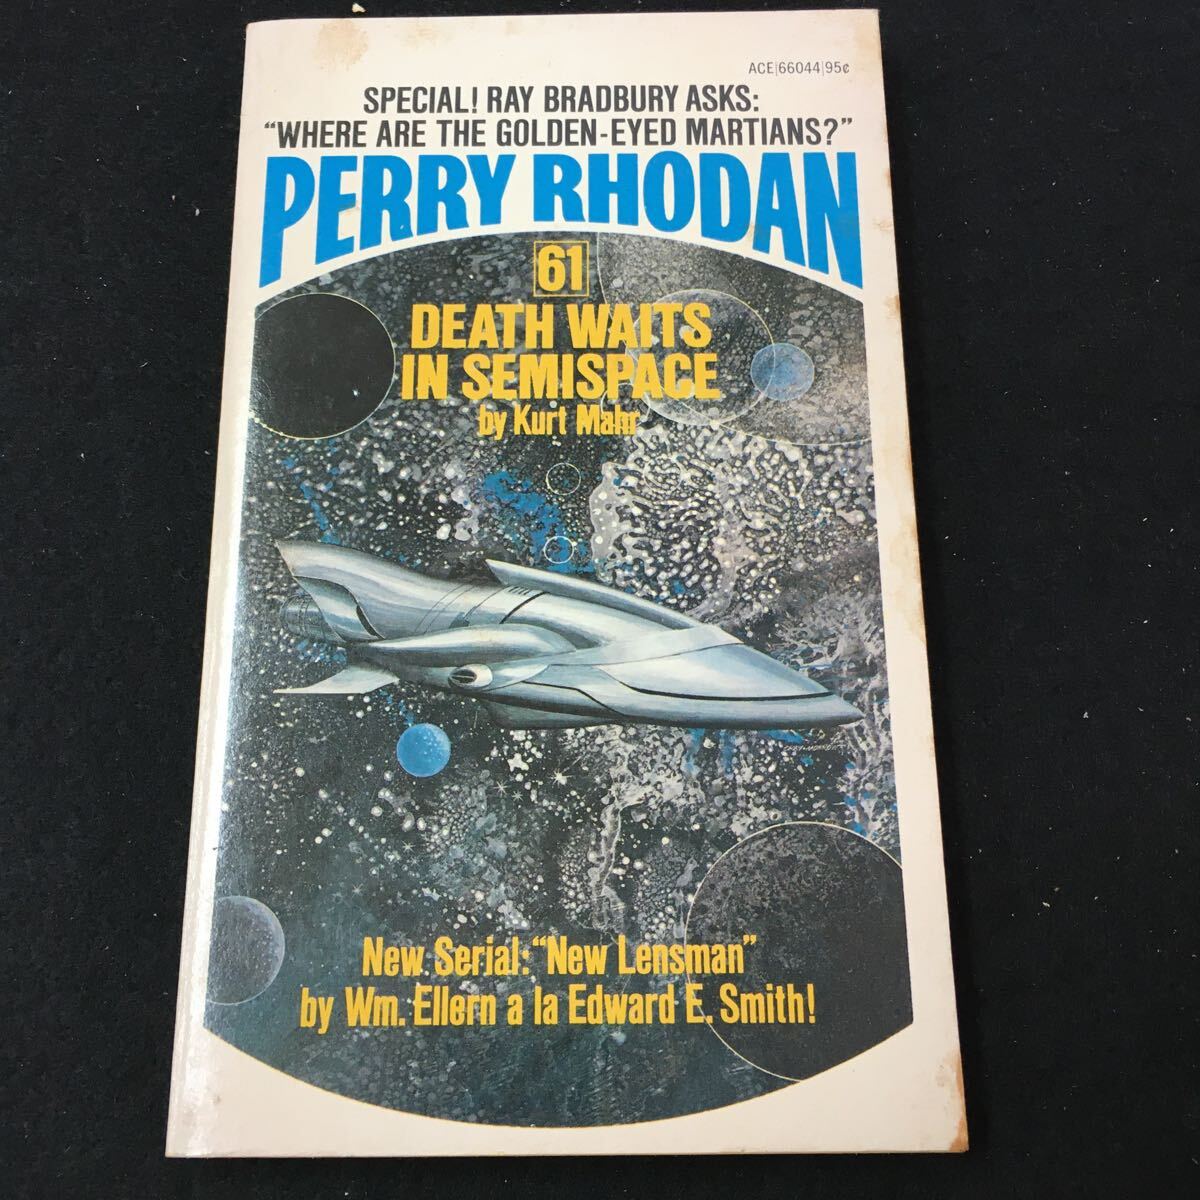 ACE|66044|95¢
SPECIAL! RAY BRADBURY ASKS:
"WHERE ARE THE GOLDEN-EYED MARTIANS?"
PERRY RHODAN
61
DEATH WAITS
IN SEMISPACE
by Kurt Mahr
New Serial: "New Lensman"
by Wm. Ellern a la Edward E. Smith!